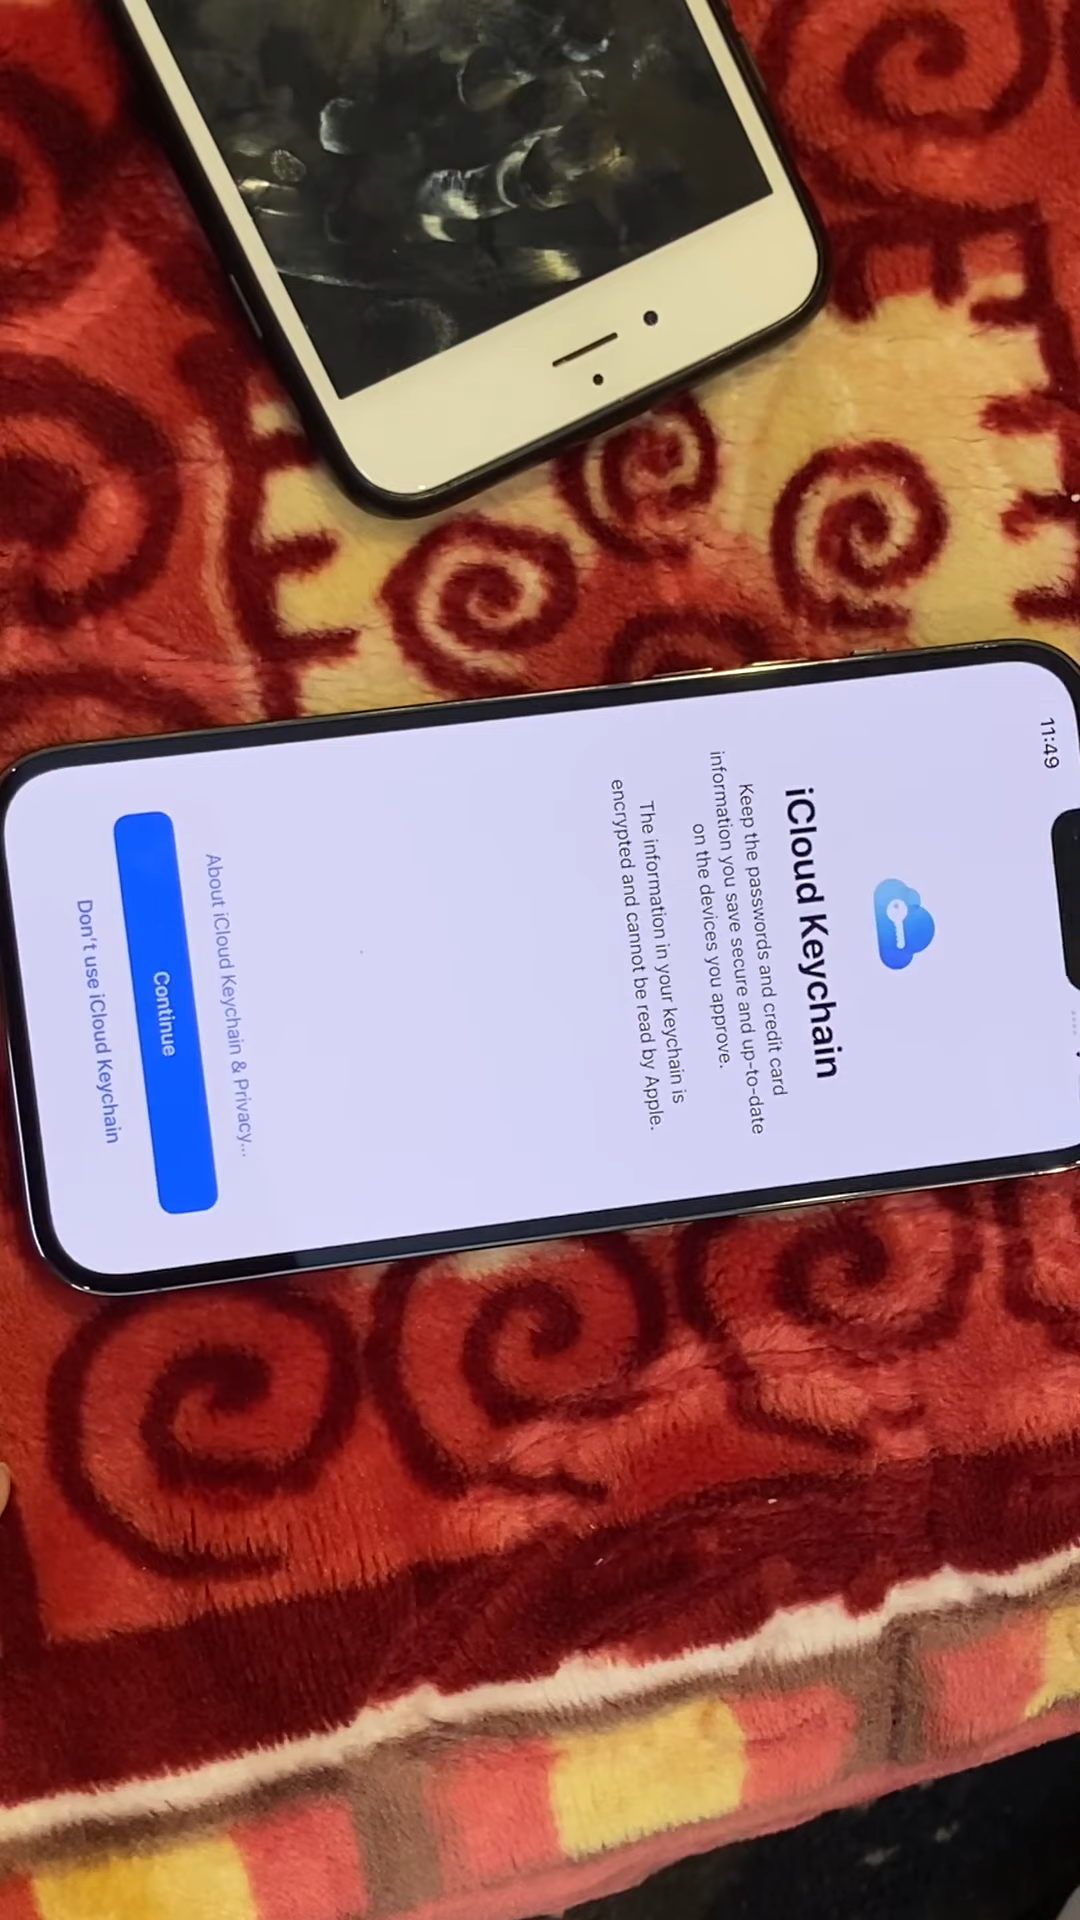 11:49
iCloud Keychain
Keep the passwords and credit card
information you save secure and up-to-date
on the devices you approve.
The information in your keychain is
encrypted and cannot be read by Apple.
About iCloud Keychain & Privacy...
Continue
Don't use iCloud Keychain